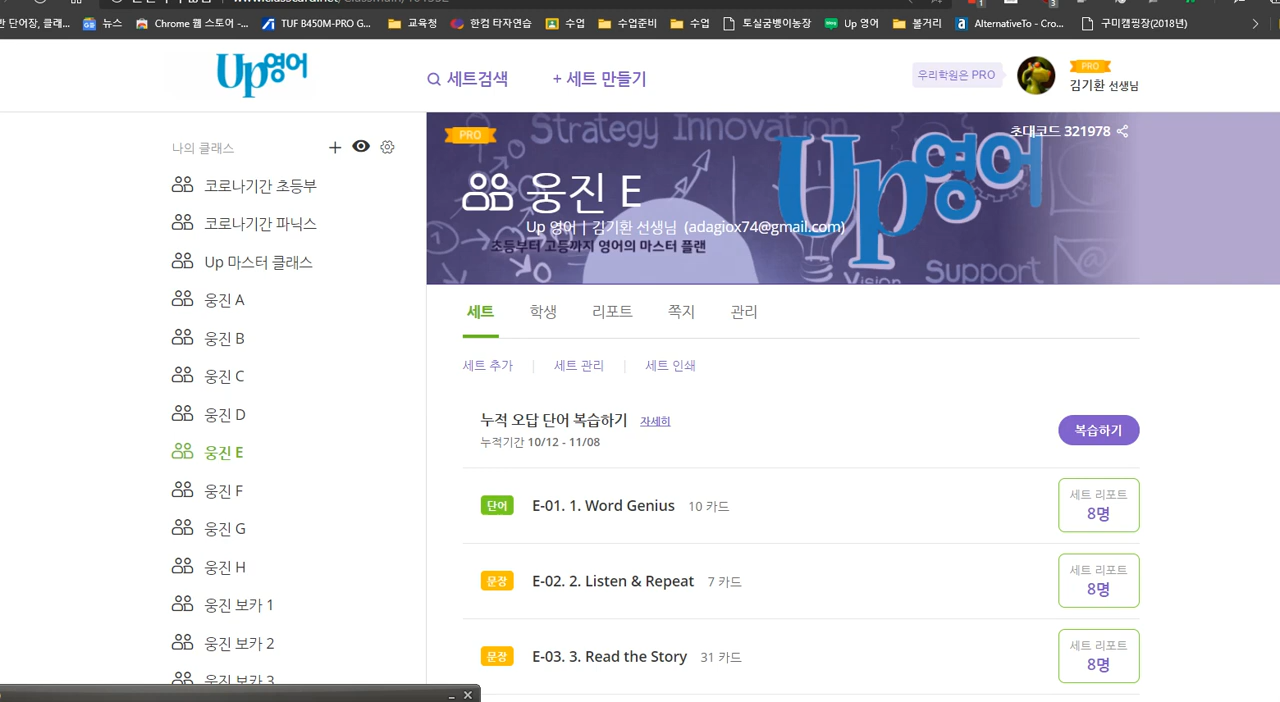 한 단어장, 클래...
뉴스
Chrome 웹 스토어 -...
TUF B450M-PRO G...
교육청
한컴 타자연습
수업
수업준비
수업
토실굼벵이농장
Up 영어
볼거리
AlternativeTo - Cro...
구미캠핑장(2018년)
Up영어
세트검색
+ 세트 만들기
우리학원은 PRO
PRO
김기환 선생님
나의 클래스
코로나기간 초등부
코로나기간 파닉스
Up 마스터 클래스
웅진 A
웅진 B
웅진 C
웅진 D
웅진 E
웅진 F
웅진 G
웅진 H
웅진 보카 1
웅진 보카 2
웅진 보카 3
PRO
Strategy Innovation
초대코드 321978
Up영어
웅진 E
Up 영어 | 김기환 선생님 (adagiox74@gmail.com)
초등부터 고등까지 영어의 마스터 플랜
Vision
Support
세트
학생
리포트
쪽지
관리
세트 추가
세트 관리
세트 인쇄
누적 오답 단어 복습하기 자세히
누적기간 10/12 - 11/08
복습하기
단어 E-01. 1. Word Genius 10 카드
세트 리포트
8명
문장 E-02. 2. Listen & Repeat 7 카드
세트 리포트
8명
문장 E-03. 3. Read the Story 31 카드
세트 리포트
8명